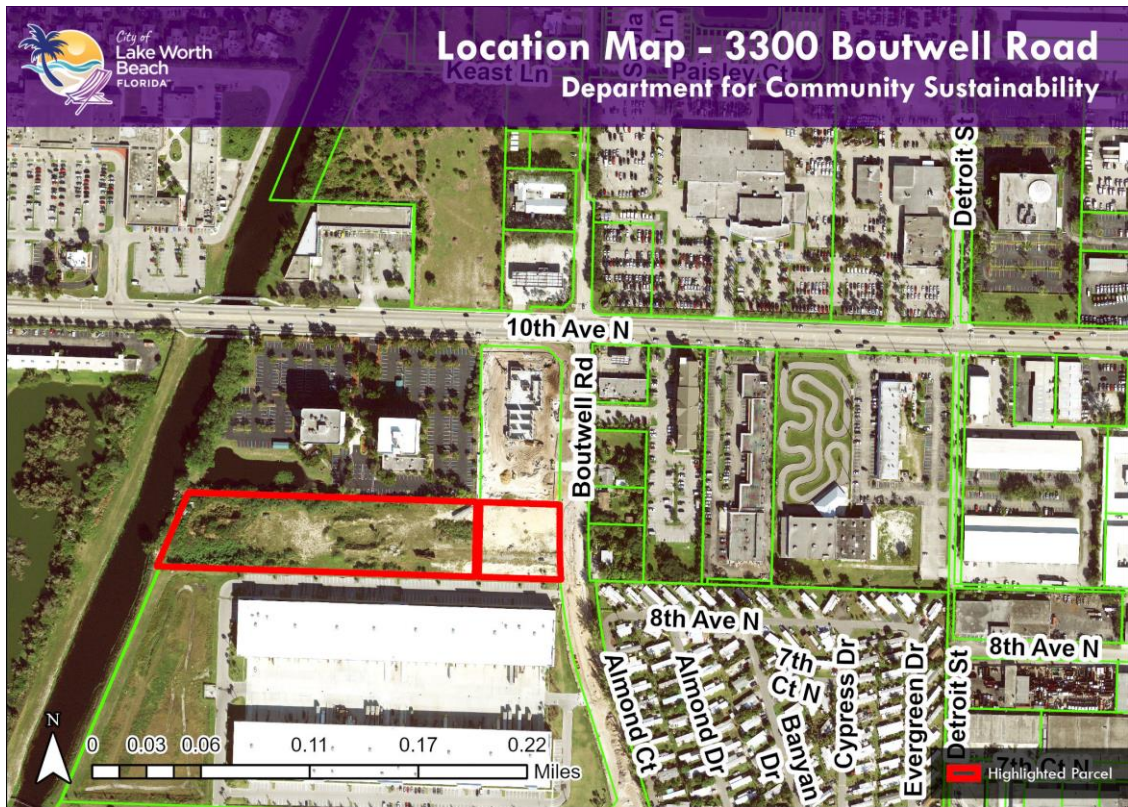 City of
Lake Worth
Beach
FLORIDA
Location Map - 3300 Boutwell Road
Department for Community Sustainability
Keast Ln
Paisley Ct
Detroit St
10th Ave N
Boutwell Rd
8th Ave N
8th Ave N
7th
Ct N
Almond Ct
Almond Dr
Banyan
Dr
Cypress Dr
Evergreen Dr
Detroit St
7th Ct N
N
0 0.03 0.06 0.11 0.17 0.22
Miles
Highlighted Parcel